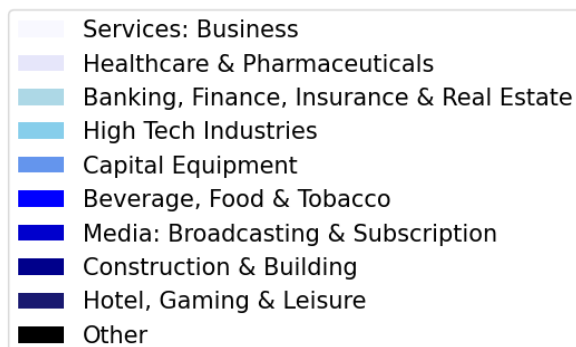 Services: Business
Healthcare & Pharmaceuticals
Banking, Finance, Insurance & Real Estate
High Tech Industries
Capital Equipment
Beverage, Food & Tobacco
Media: Broadcasting & Subscription
Construction & Building
Hotel, Gaming & Leisure
Other